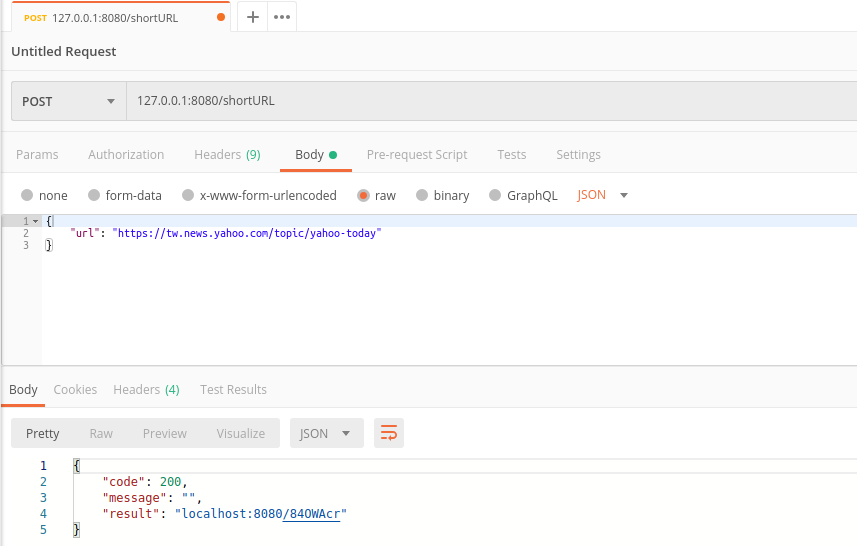 POST 127.0.0.1:8080/shortURL
Untitled Request
POST 127.0.0.1:8080/shortURL
Params Authorization Headers (9) Body Pre-request Script Tests Settings
none form-data x-www-form-urlencoded raw binary GraphQL JSON
1 {
2 "url": "https://tw.news.yahoo.com/topic/yahoo-today"
3 }
Body Cookies Headers (4) Test Results
Pretty Raw Preview Visualize JSON
1 {
2 "code": 200,
3 "message": "",
4 "result": "localhost:8080/84OWAcr"
5 }